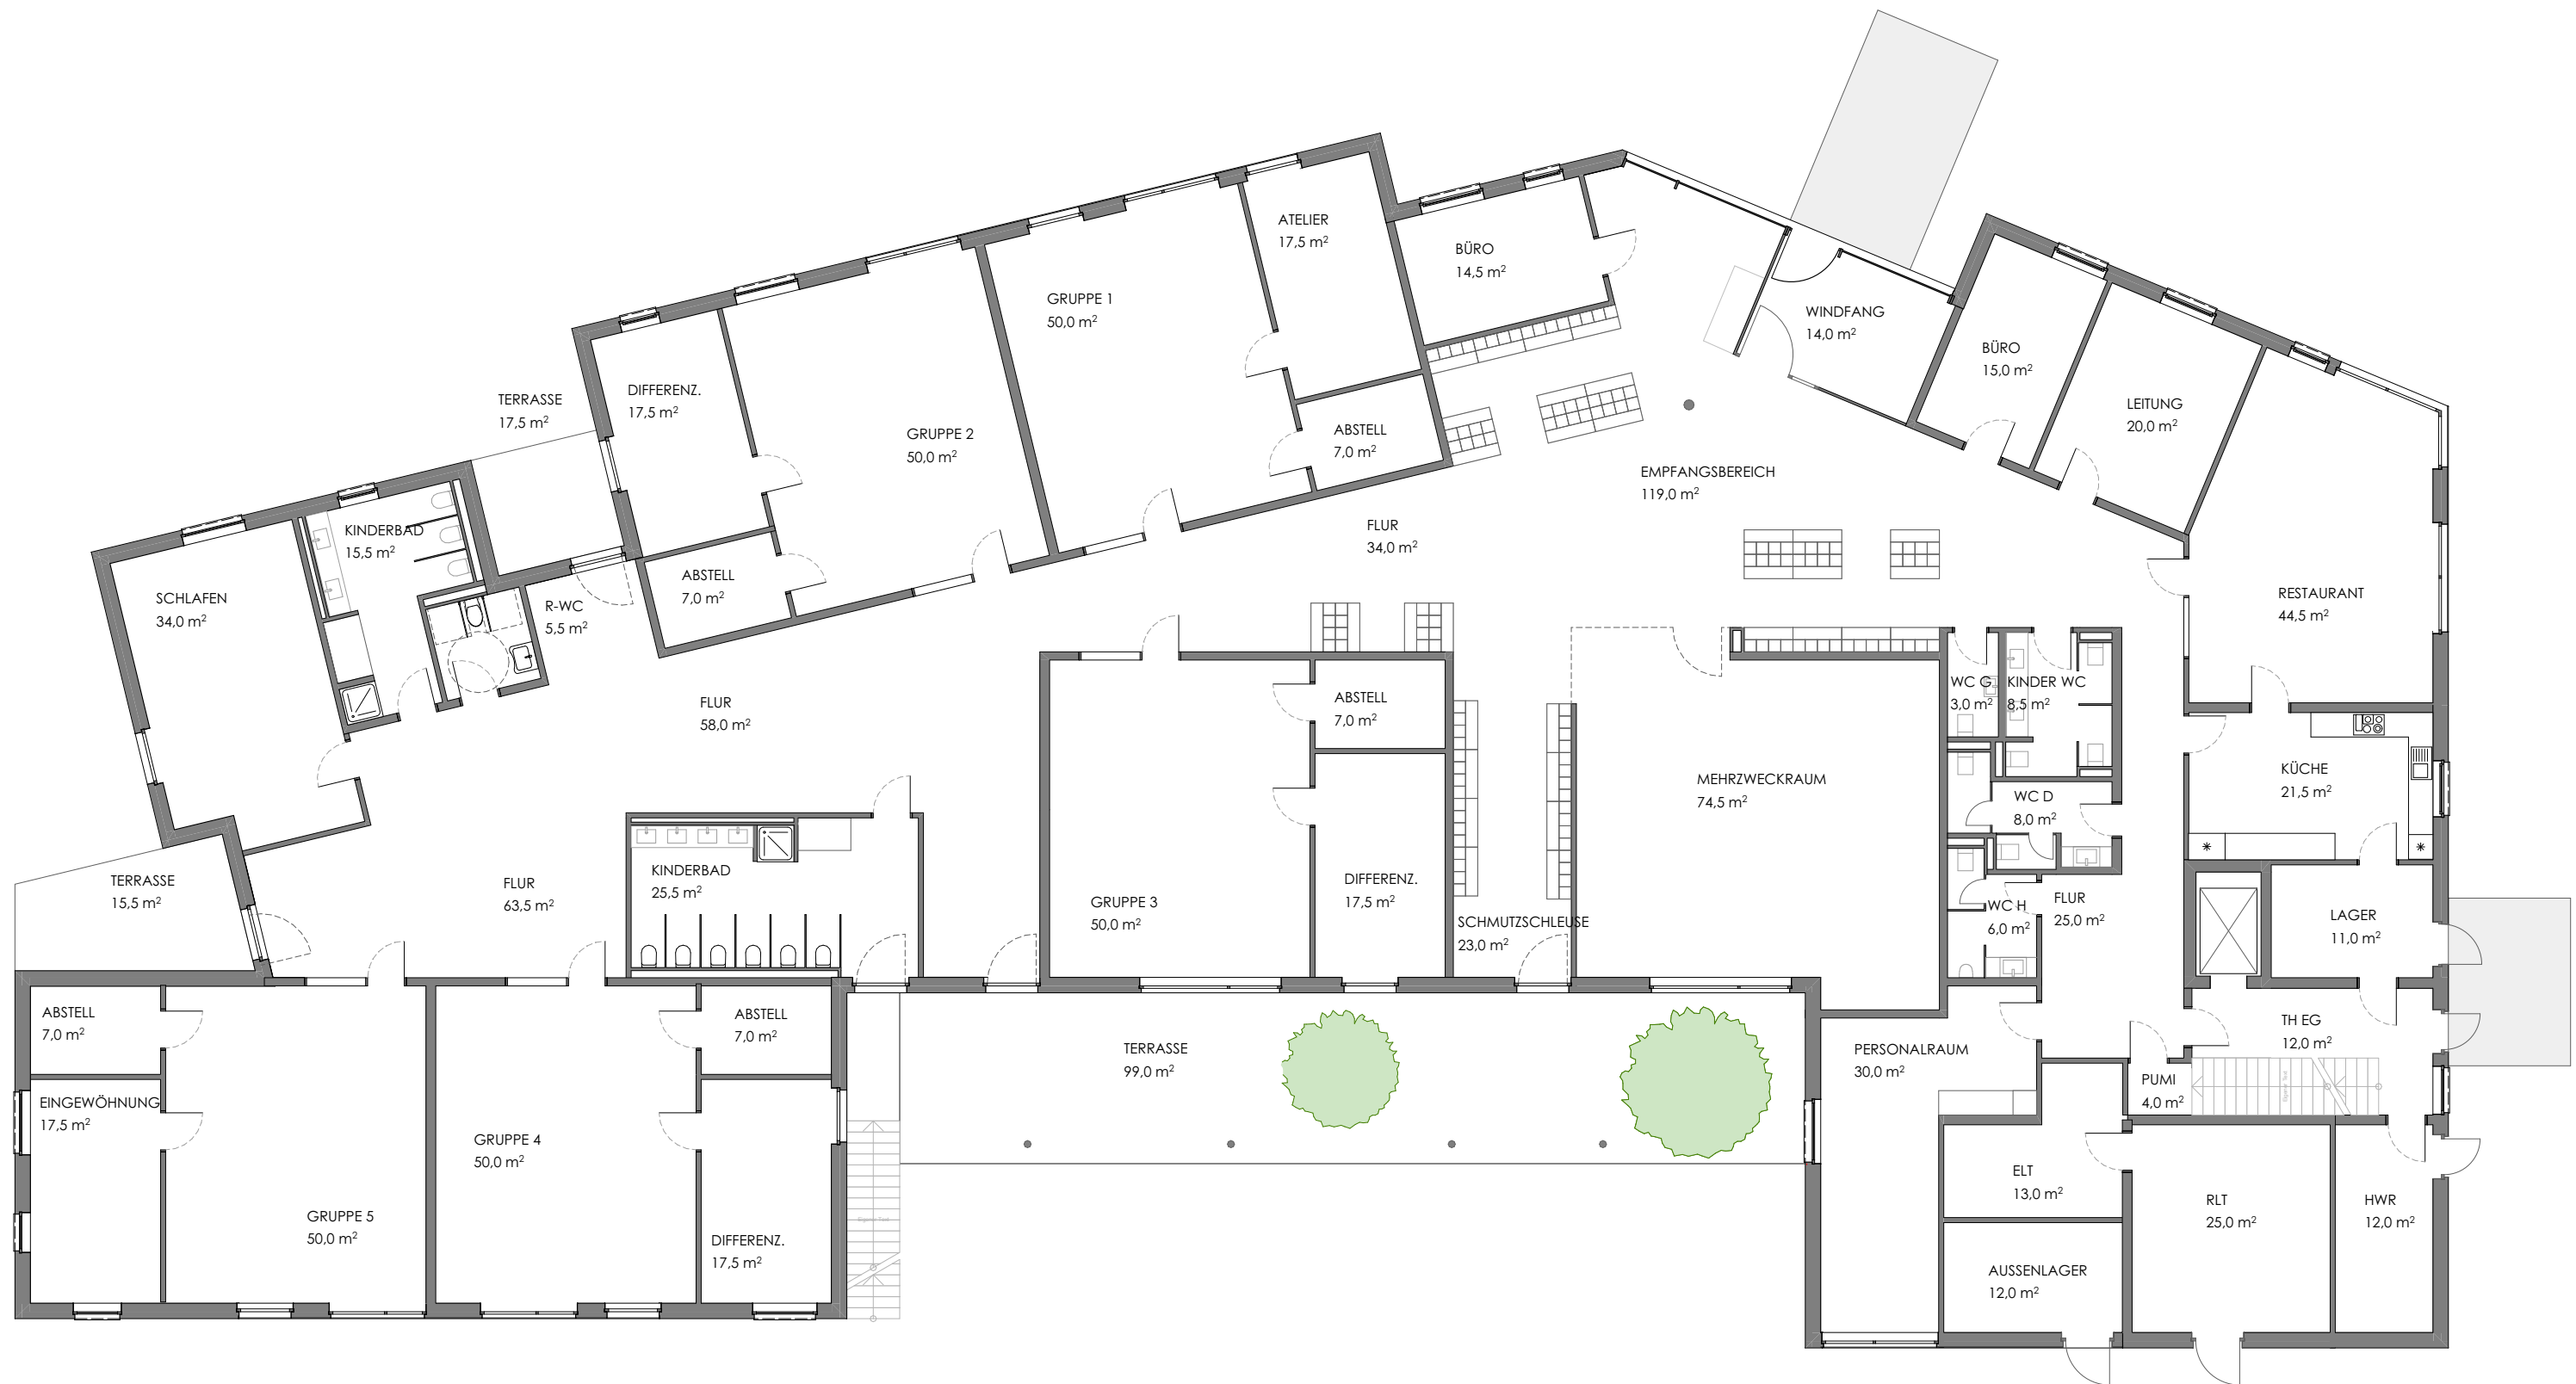 ATELIER
17,5 m²
BÜRO
14,5 m²
GRUPPE 1
50,0 m²
WINDFANG
14,0 m²
BÜRO
15,0 m²
LEITUNG
20,0 m²
TERRASSE
17,5 m²
DIFFERENZ.
17,5 m²
GRUPPE 2
50,0 m²
ABSTELL
7,0 m²
EMPFANGSBEREICH
119,0 m²
FLUR
34,0 m²
KINDERBAD
15,5 m²
SCHLAFEN
34,0 m²
R-WC
5,5 m²
ABSTELL
7,0 m²
RESTAURANT
44,5 m²
FLUR
58,0 m²
ABSTELL
7,0 m²
WC G
3,0 m²
KINDER WC
8,5 m²
MEHRZWECKRAUM
74,5 m²
WC D
8,0 m²
KÜCHE
21,5 m²
TERRASSE
15,5 m²
FLUR
63,5 m²
KINDERBAD
25,5 m²
GRUPPE 3
50,0 m²
DIFFERENZ.
17,5 m²
SCHMUTZSCHLEUSE
23,0 m²
WC H
6,0 m²
FLUR
25,0 m²
LAGER
11,0 m²
ABSTELL
7,0 m²
ABSTELL
7,0 m²
TERRASSE
99,0 m²
PERSONALRAUM
30,0 m²
TH EG
12,0 m²
PUMI
4,0 m²
Eigener Text
EINGEWÖHNUNG
17,5 m²
GRUPPE 4
50,0 m²
GRUPPE 5
50,0 m²
DIFFERENZ.
17,5 m²
Eigener Text
ELT
13,0 m²
RLT
25,0 m²
HWR
12,0 m²
AUSSENLAGER
12,0 m²